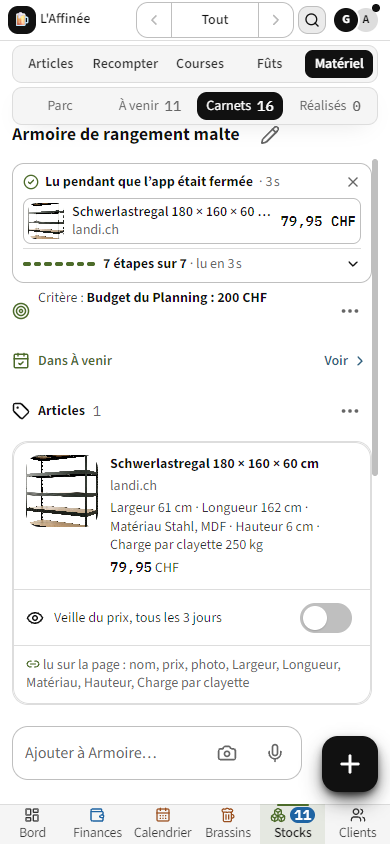 L'Affinée
Tout
G
A
Articles
Recompter
Courses
Fûts
Matériel
Parc
À venir 11
Carnets 16
Réalisés 0
Armoire de rangement malte
Lu pendant que l'app était fermée · 3 s
Schwerlastregal 180 × 160 × 60 …
landi.ch
79,95 CHF
7 étapes sur 7 · lu en 3 s
Critère : Budget du Planning : 200 CHF
Dans À venir
Voir
Articles 1
Schwerlastregal 180 × 160 × 60 cm
landi.ch
Largeur 61 cm · Longueur 162 cm ·
Matériau Stahl, MDF · Hauteur 6 cm ·
Charge par clayette 250 kg
79,95 CHF
Veille du prix, tous les 3 jours
lu sur la page : nom, prix, photo, Largeur, Longueur,
Matériau, Hauteur, Charge par clayette
Ajouter à Armoire…
11
Bord
Finances
Calendrier
Brassins
Stocks
Clients